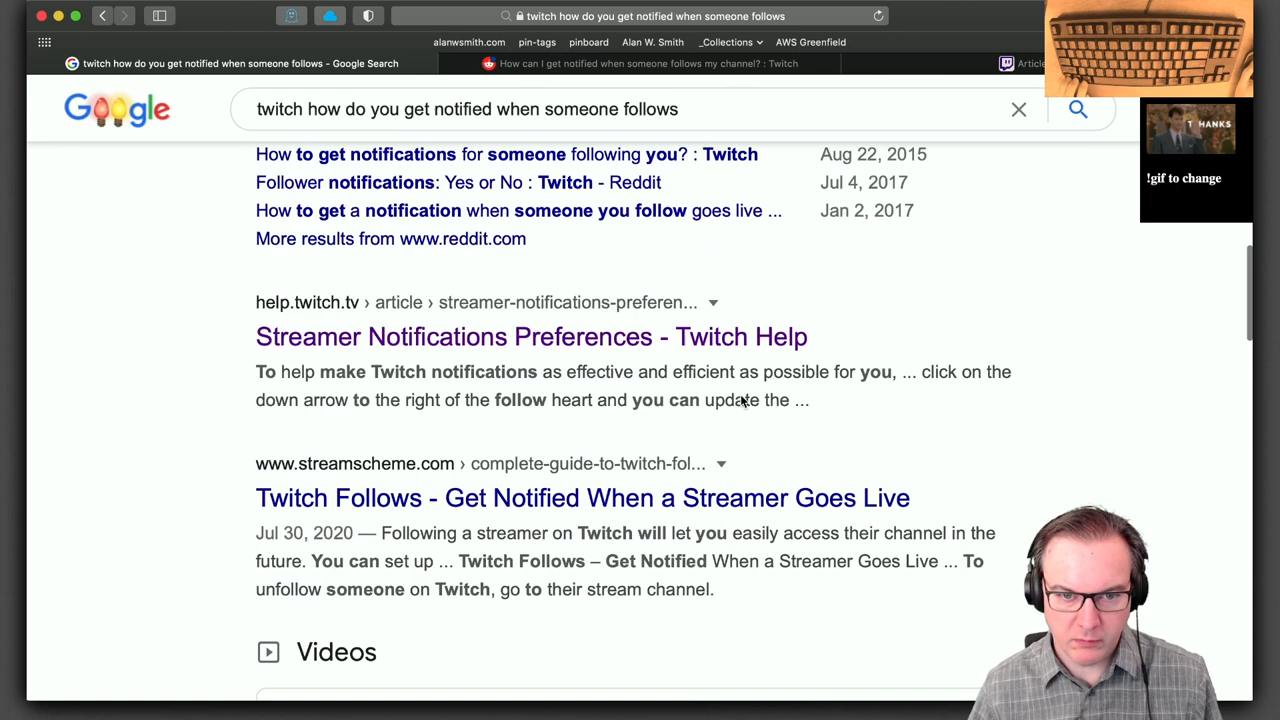 twitch how do you get notified when someone follows
alanwsmith.com pin-tags pinboard Alan W. Smith _Collections AWS Greenfield
twitch how do you get notified when someone follows - Google Search
How can I get notified when someone follows my channel? : Twitch
Article
Google
twitch how do you get notified when someone follows
T HANKS
!gif to change
How to get notifications for someone following you? : Twitch Aug 22, 2015
Follower notifications: Yes or No : Twitch - Reddit Jul 4, 2017
How to get a notification when someone you follow goes live ... Jan 2, 2017
More results from www.reddit.com
help.twitch.tv › article › streamer-notifications-preferen...
Streamer Notifications Preferences - Twitch Help
To help make Twitch notifications as effective and efficient as possible for you, ... click on the
down arrow to the right of the follow heart and you can update the ...
www.streamscheme.com › complete-guide-to-twitch-fol...
Twitch Follows - Get Notified When a Streamer Goes Live
Jul 30, 2020 — Following a streamer on Twitch will let you easily access their channel in the
future. You can set up ... Twitch Follows – Get Notified When a Streamer Goes Live ... To
unfollow someone on Twitch, go to their stream channel.
Videos